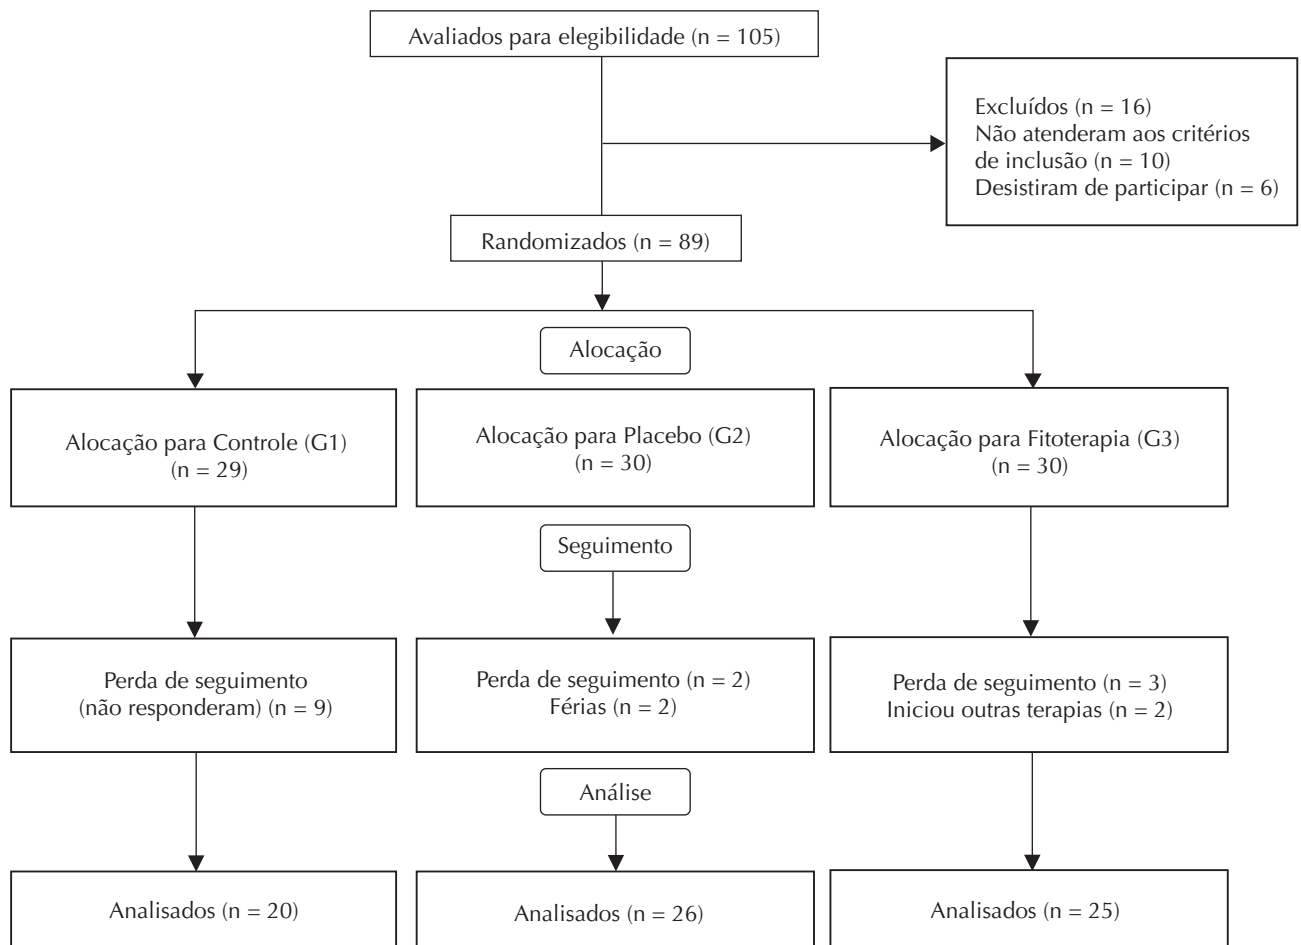 Avaliados para elegibilidade (n = 105)
Excluídos (n = 16)
Não atenderam aos critérios
de inclusão (n = 10)
Desistiram de participar (n = 6)
Randomizados (n = 89)
Alocação
Alocação para Controle (G1)
(n = 29)
Alocação para Placebo (G2)
(n = 30)
Alocação para Fitoterapia (G3)
(n = 30)
Seguimento
Perda de seguimento
(não responderam) (n = 9)
Perda de seguimento (n = 2)
Férias (n = 2)
Perda de seguimento (n = 3)
Iniciou outras terapias (n = 2)
Análise
Analisados (n = 20)
Analisados (n = 26)
Analisados (n = 25)